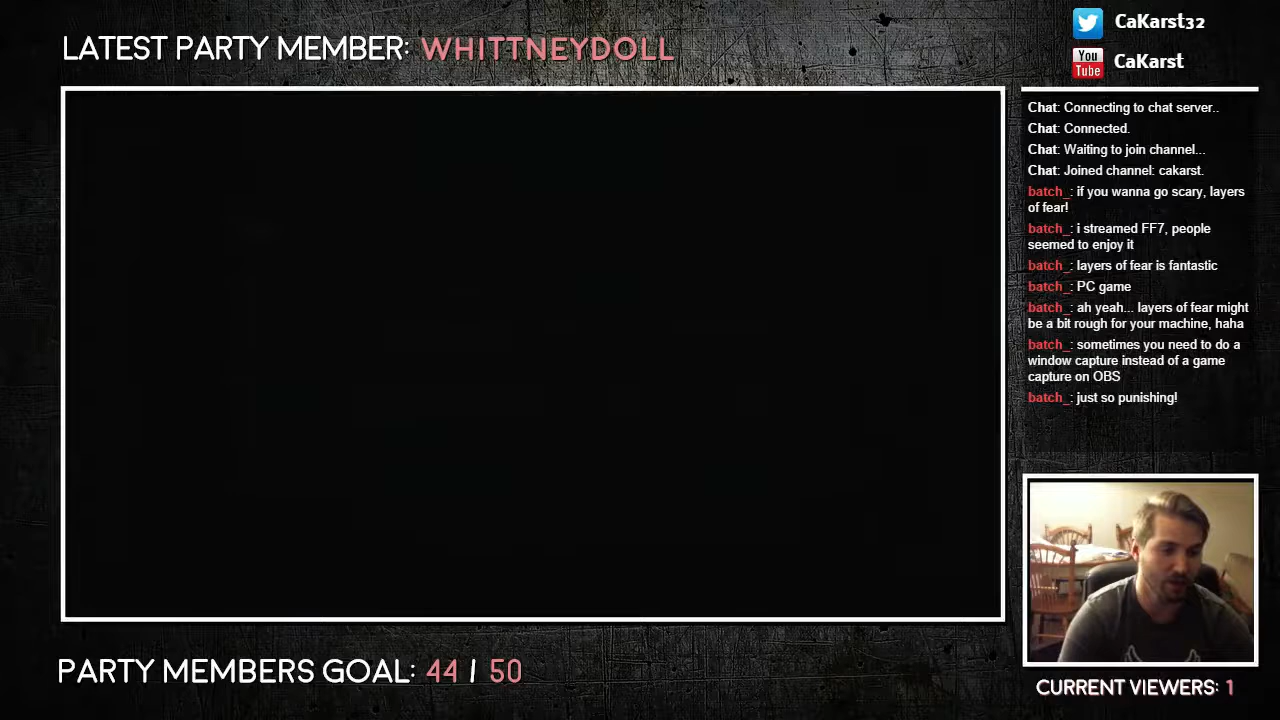 LATEST PARTY MEMBER: WHITTNEYDOLL
CaKarst32
You
Tube
CaKarst
Chat: Connecting to chat server..
Chat: Connected.
Chat: Waiting to join channel...
Chat: Joined channel: cakarst.
batch_: if you wanna go scary, layers
of fear!
batch_: i streamed FF7, people
seemed to enjoy it
batch_: layers of fear is fantastic
batch_: PC game
batch_: ah yeah... layers of fear might
be a bit rough for your machine, haha
batch_: sometimes you need to do a
window capture instead of a game
capture on OBS
batch_: just so punishing!
PARTY MEMBERS GOAL: 44 / 50
CURRENT VIEWERS: 1